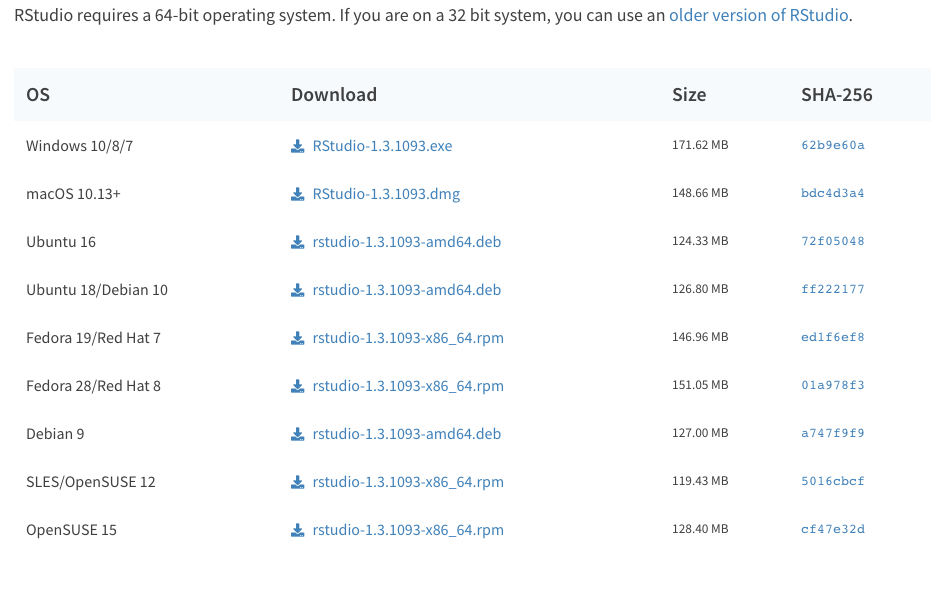 RStudio requires a 64-bit operating system. If you are on a 32 bit system, you can use an older version of RStudio.
OS Download Size SHA-256
Windows 10/8/7 RStudio-1.3.1093.exe 171.62 MB 62b9e60a
macOS 10.13+ RStudio-1.3.1093.dmg 148.66 MB bdc4d3a4
Ubuntu 16 rstudio-1.3.1093-amd64.deb 124.33 MB 72f05048
Ubuntu 18/Debian 10 rstudio-1.3.1093-amd64.deb 126.80 MB ff222177
Fedora 19/Red Hat 7 rstudio-1.3.1093-x86_64.rpm 146.96 MB ed1f6ef8
Fedora 28/Red Hat 8 rstudio-1.3.1093-x86_64.rpm 151.05 MB 01a978f3
Debian 9 rstudio-1.3.1093-amd64.deb 127.00 MB a747f9f9
SLES/OpenSUSE 12 rstudio-1.3.1093-x86_64.rpm 119.43 MB 5016cbcf
OpenSUSE 15 rstudio-1.3.1093-x86_64.rpm 128.40 MB cf47e32d